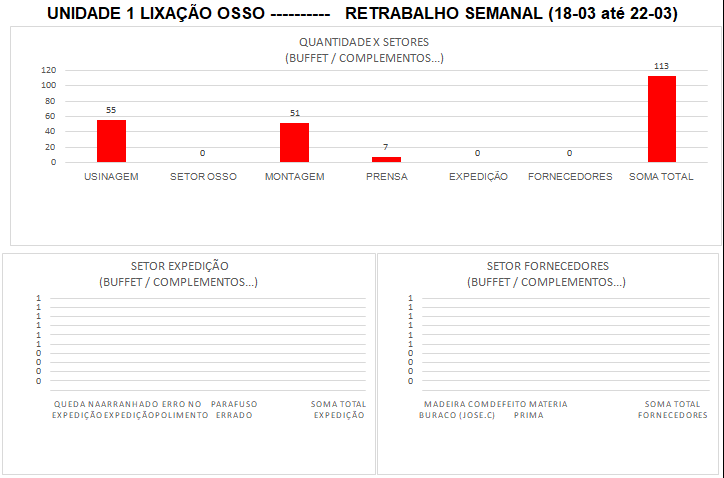 UNIDADE 1 LIXAÇÃO OSSO ---------- RETRABALHO SEMANAL (18-03 até 22-03)
QUANTIDADE X SETORES
(BUFFET / COMPLEMENTOS...)
120
100
80
60
40
20
0
55
0
51
7
0
0
113
USINAGEM SETOR OSSO MONTAGEM PRENSA EXPEDIÇÃO FORNECEDORES SOMA TOTAL
SETOR EXPEDIÇÃO
(BUFFET / COMPLEMENTOS...)
1
1
1
1
1
1
0
0
0
0
QUEDA NA ARRANHADO ERRO NO PARAFUSO SOMA TOTAL
EXPEDIÇÃO EXPEDIÇÃO POLIMENTO ERRADO EXPEDIÇÃO
SETOR FORNECEDORES
(BUFFET / COMPLEMENTOS...)
1
1
1
1
1
1
0
0
0
0
MADEIRA COM DEFEITO MATERIA SOMA TOTAL
BURACO (JOSE.C) PRIMA FORNECEDORES